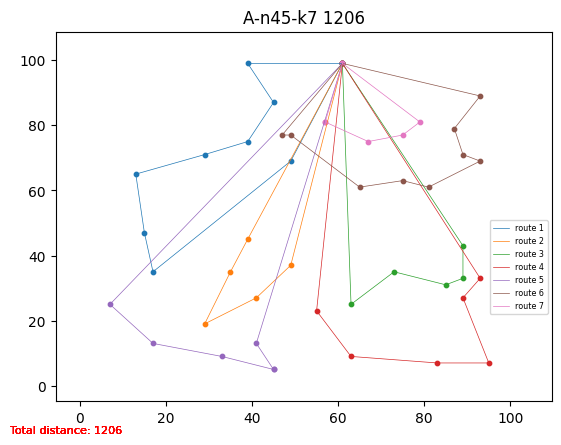 A-n45-k7 1206
100
80
60
40
20
0
0 20 40 60 80 100
route 1
route 2
route 3
route 4
route 5
route 6
route 7
Total distance: 1206